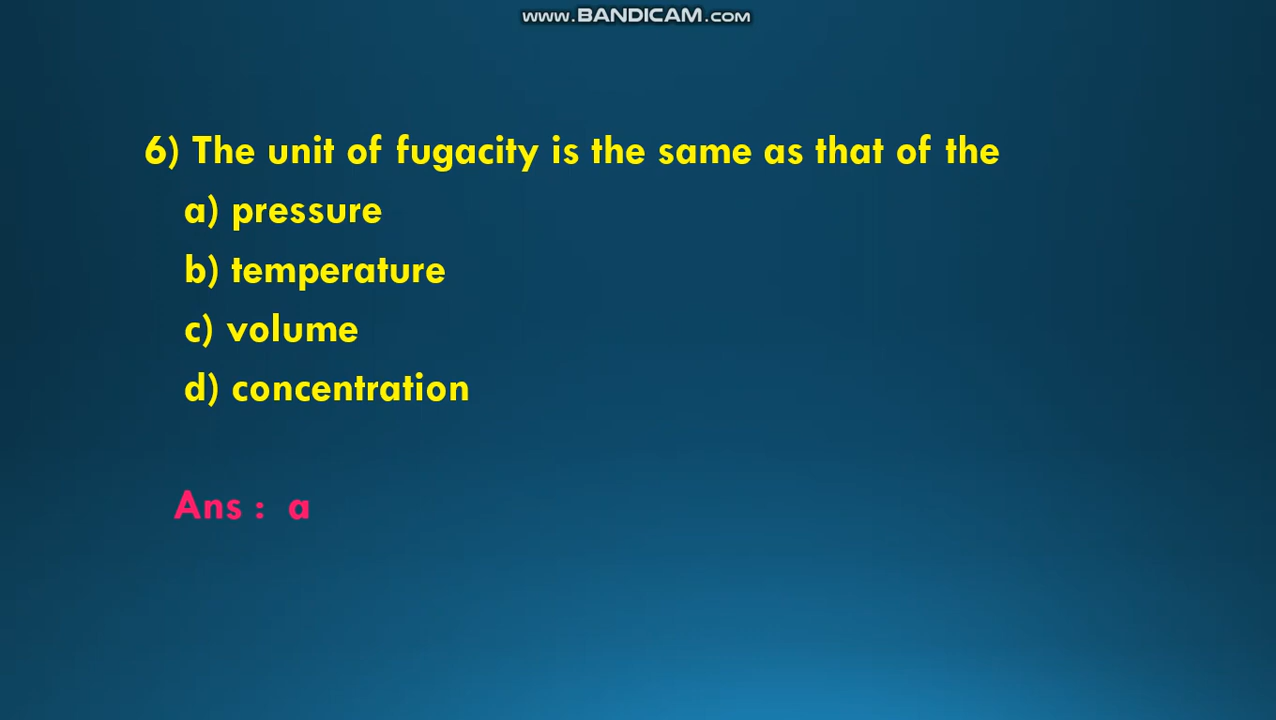 www.BANDICAM.com
6) The unit of fugacity is the same as that of the
a) pressure
b) temperature
c) volume
d) concentration
Ans : a